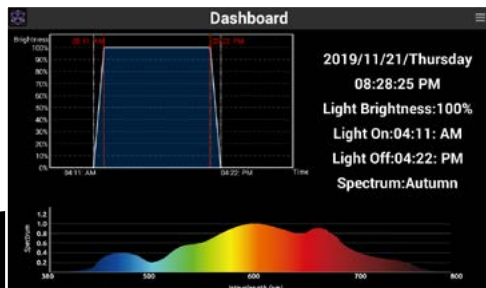 Dashboard
Brightness
100%
90%
80%
70%
60%
50%
40%
30%
20%
10%
0%
04:11: AM
04:22: PM
Time
2019/11/21/Thursday
08:28:25 PM
Light Brightness:100%
Light On:04:11: AM
Light Off:04:22: PM
Spectrum:Autumn
Spectrum
1.2
1.0
0.8
0.6
0.4
0.2
380
500
600
700
800